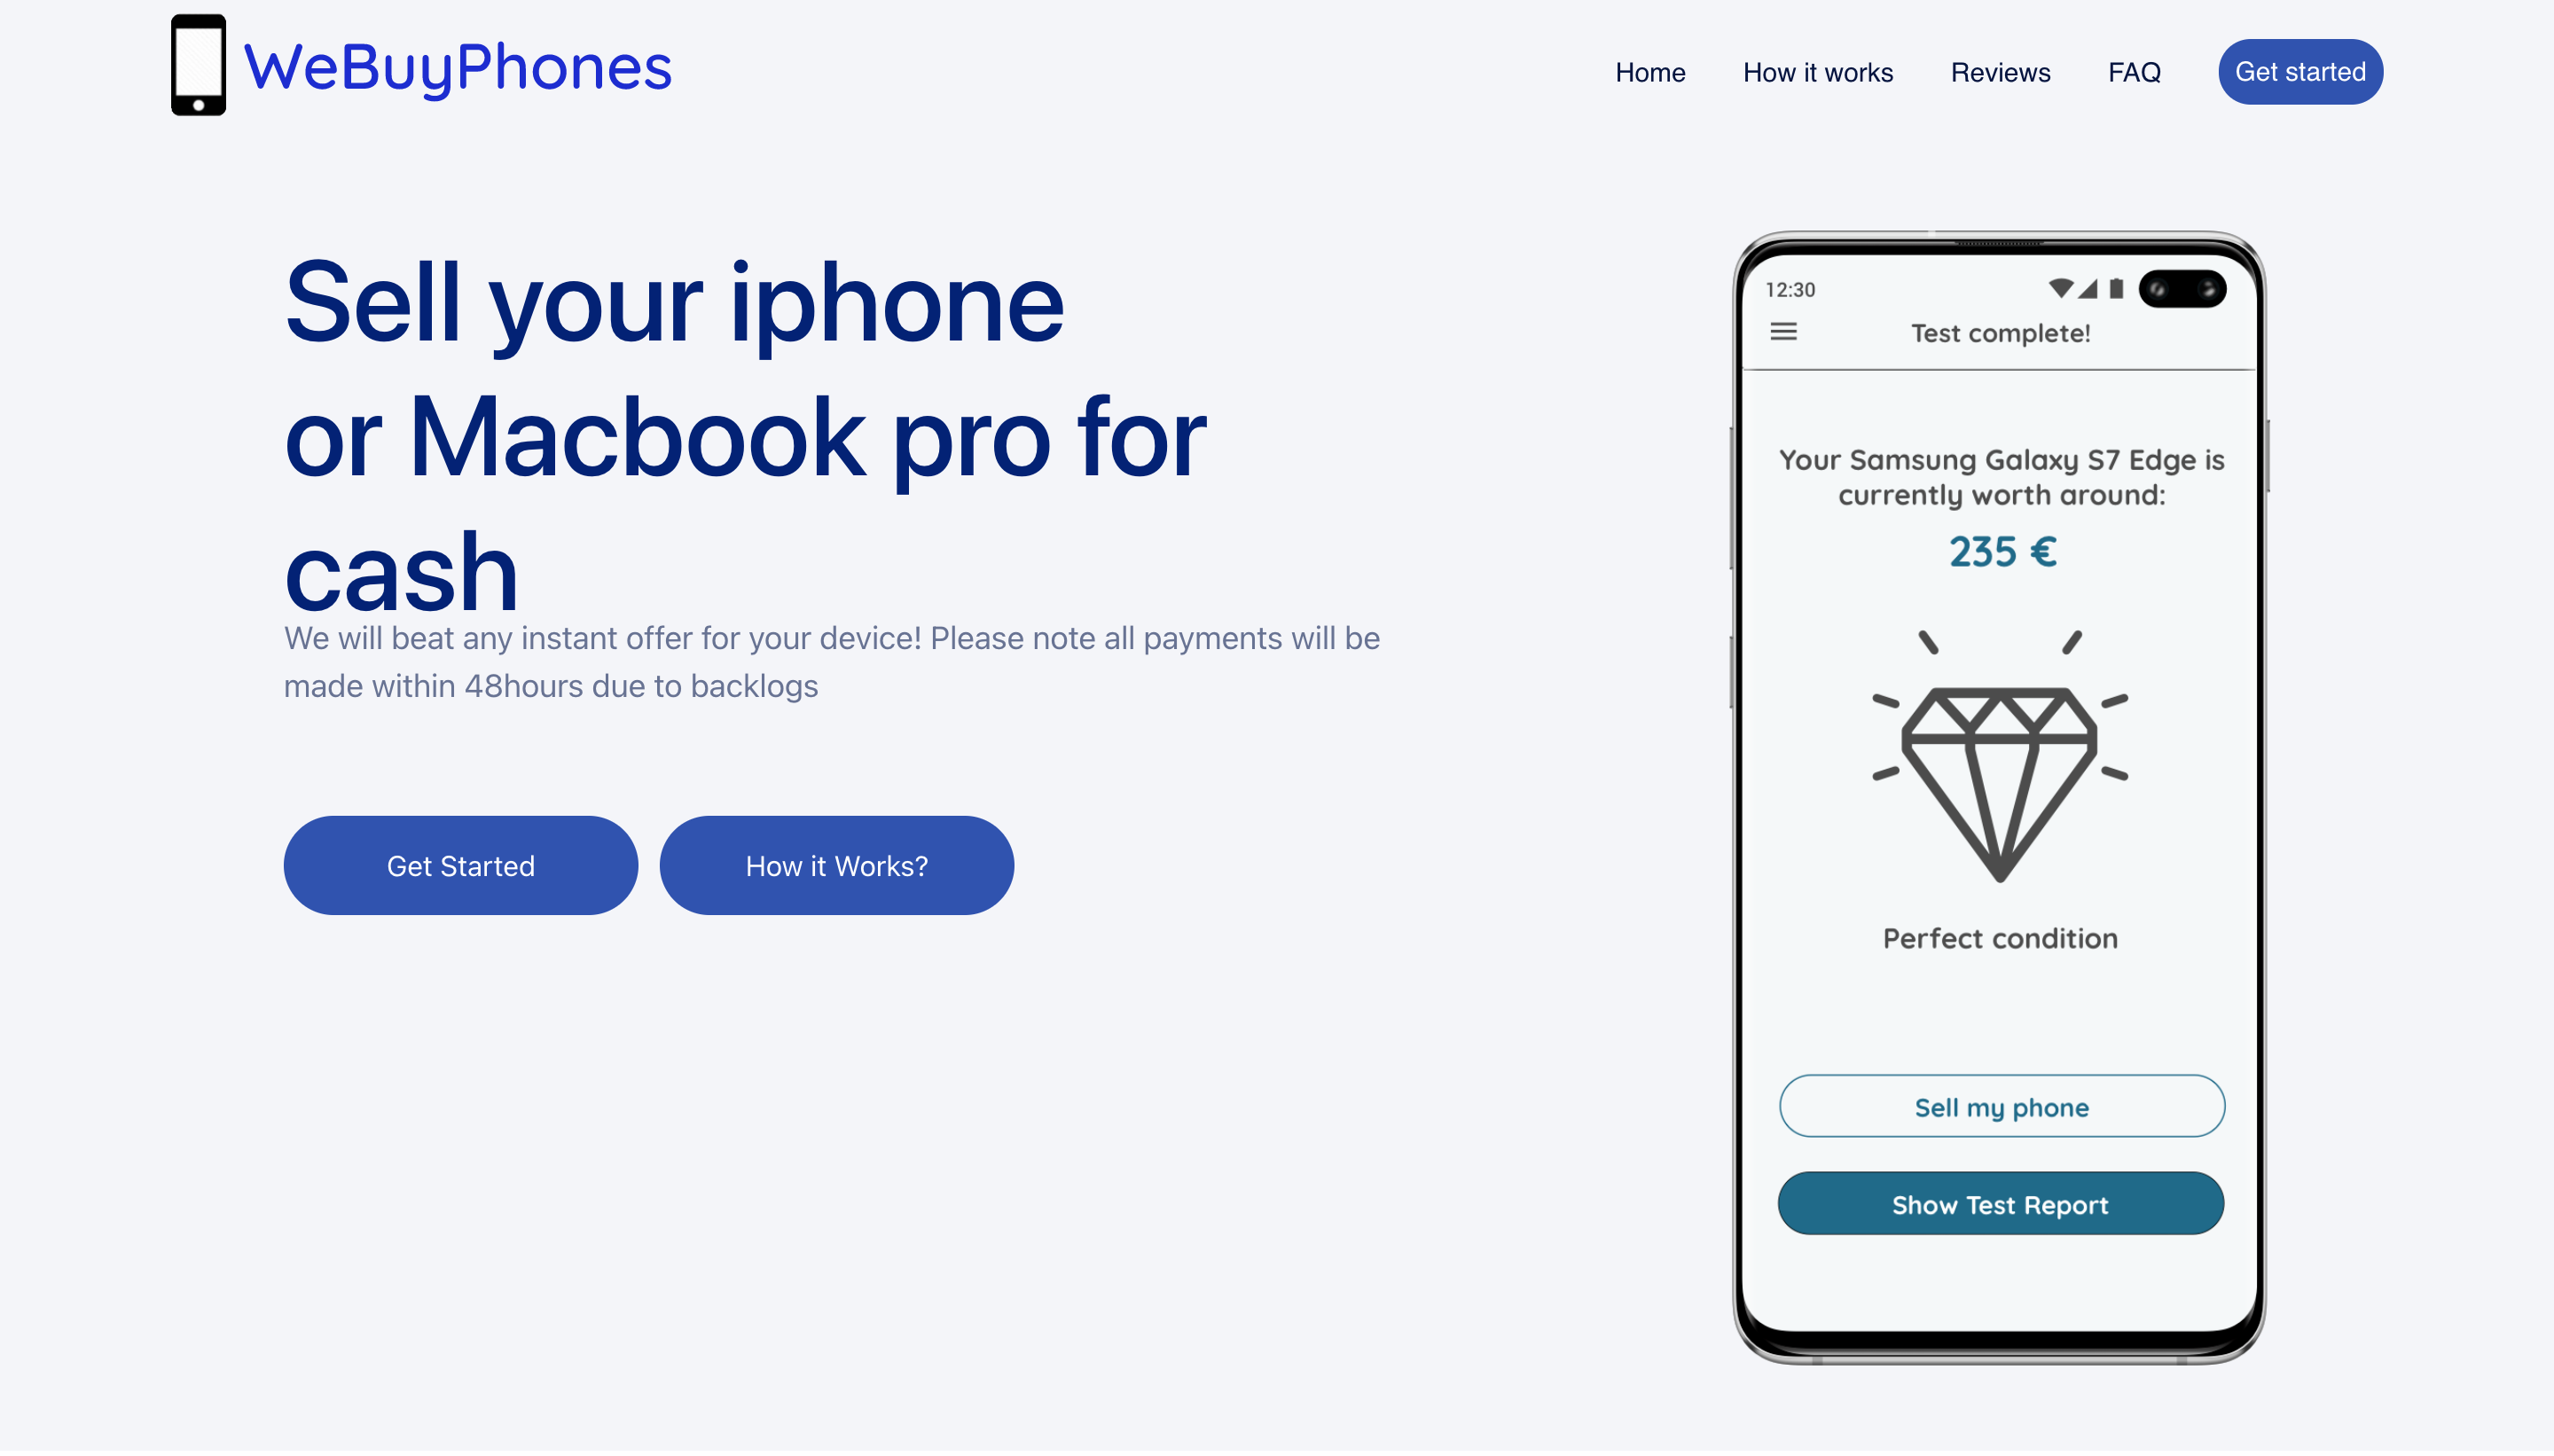 WeBuyPhones
Home
How it works
Reviews
FAQ
Get started
Sell your iphone
or Macbook pro for
cash
We will beat any instant offer for your device! Please note all payments will be
made within 48hours due to backlogs
Get Started
How it Works?
12:30
Test complete!
Your Samsung Galaxy S7 Edge is
currently worth around:
235 €
Perfect condition
Sell my phone
Show Test Report